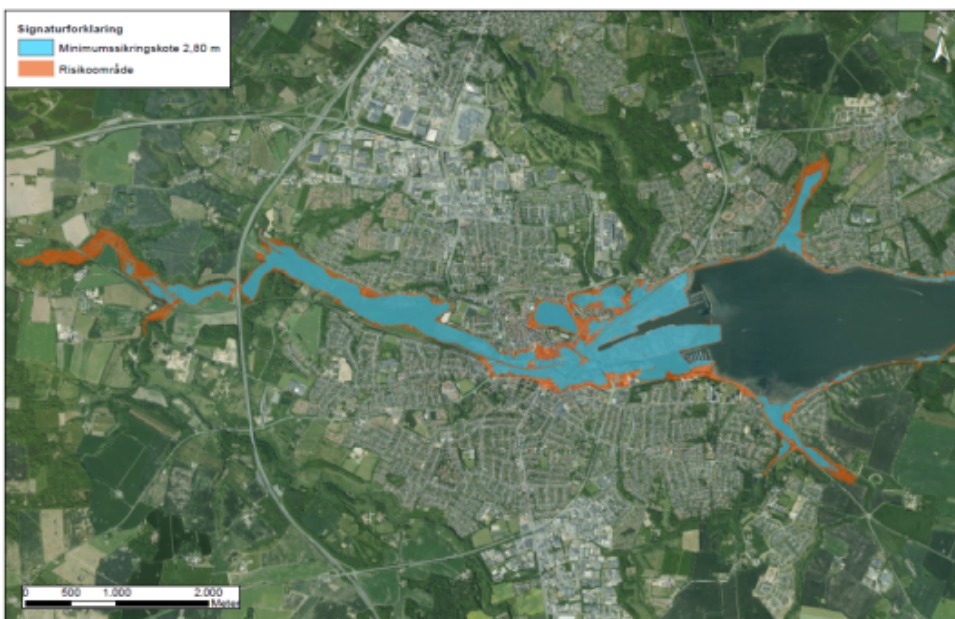 Signaturforklaring
Minimumssikringskote 2,80 m
Risikoområde
0 500 1.000 2.000
Meter